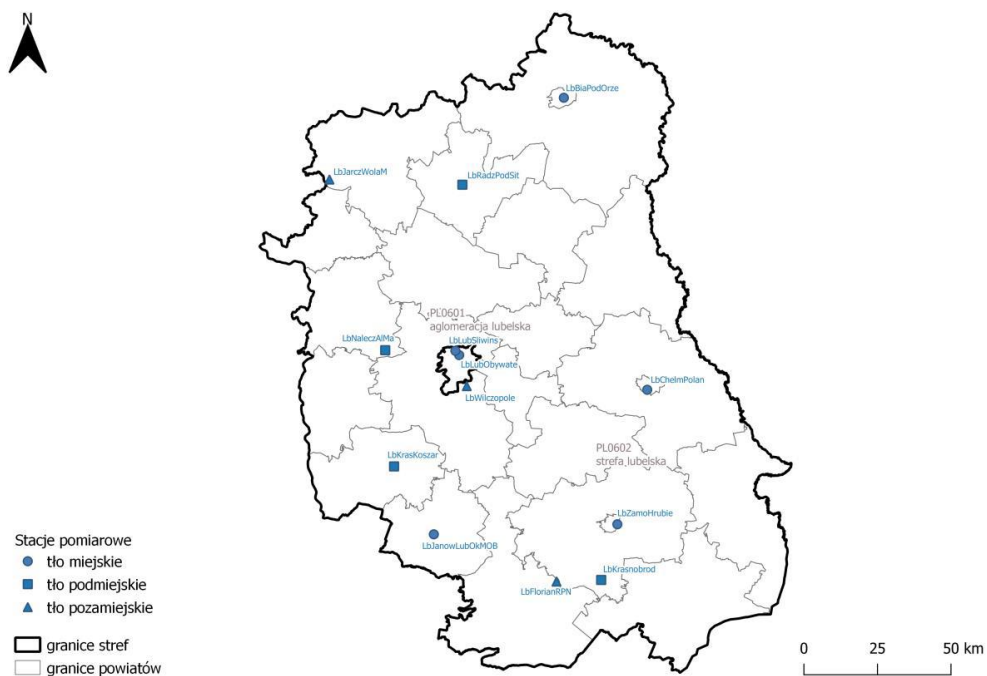 N
LbBiaPodOrze
LbJarczWolaM
LbRadzPodSit
PL0601
aglomeracja lubelska
LbNaleczAlMa
LbLubSliwins
LbLubObywate
LbWilczopole
LbChelmPolan
PL0602
strefa lubelska
LbKrasKoszar
LbZamoHrubie
LbJanowLubOkMOB
LbKrasnobrod
LbFlorianRPN
Stacje pomiarowe
tło miejskie
tło podmiejskie
tło pozamiejskie
granice stref
granice powiatów
0 25 50 km